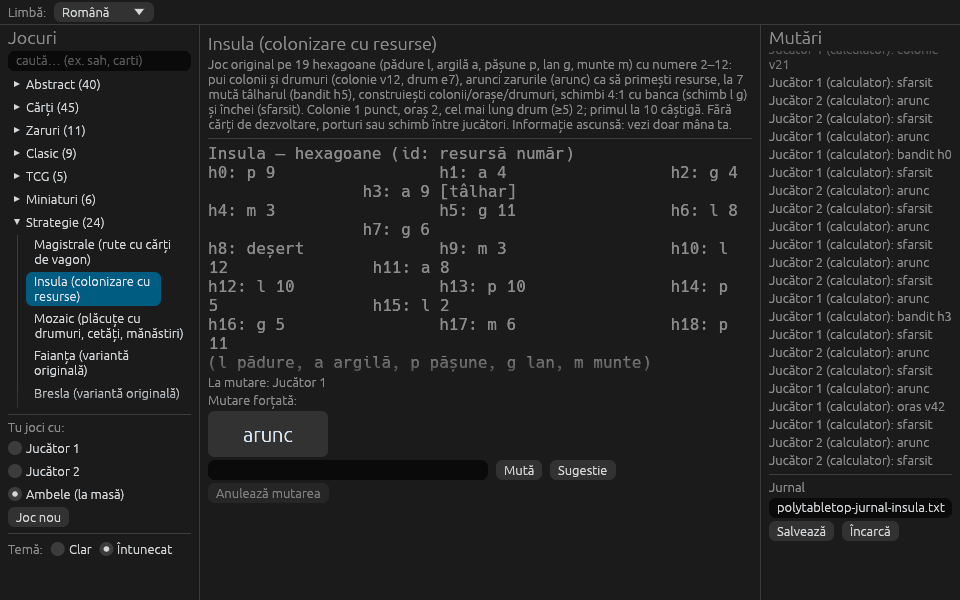 Limbă: Română
Jocuri
caută... (ex. sah, carti)
Abstract (40)
Cărți (45)
Zaruri (11)
Clasic (9)
TCG (5)
Miniaturi (6)
Strategie (24)
Magistrale (rute cu cărți
de vagon)
Insula (colonizare cu
resurse)
Mozaic (plăcuțe cu
drumuri, cetăți, mănăstiri)
Faianța (variantă
originală)
Bresla (variantă originală)
Tu joci cu:
Jucător 1
Jucător 2
Ambele (la masă)
Joc nou
Temă: Clar Întunecat
Insula (colonizare cu resurse)
Joc original pe 19 hexagoane (pădure l, argilă a, pășune p, lan g, munte m) cu numere 2–12:
pui colonii și drumuri (colonie v12, drum e7), arunci zarurile (arunc) ca să primești resurse, la 7
mută tâlharul (bandit h5), construiești colonii/orașe/drumuri, schimbi 4:1 cu banca (schimb l g)
și închei (sfarsit). Colonie 1 punct, oraș 2, cel mai lung drum (≥5) 2; primul la 10 câștigă. Fără
cărți de dezvoltare, porturi sau schimb între jucători. Informație ascunsă: vezi doar mâna ta.
Insula — hexagoane (id: resursă număr)
h0: p 9 h1: a 4 h2: g 4
h3: a 9 [tâlhar]
h4: m 3 h5: g 11 h6: l 8
h7: g 6
h8: deșert h9: m 3 h10: l
12 h11: a 8
h12: l 10 h13: p 10 h14: p
5 h15: l 2
h16: g 5 h17: m 6 h18: p
11
(l pădure, a argilă, p pășune, g lan, m munte)
La mutare: Jucător 1
Mutare forțată:
arunc
Mută Sugestie
Anulează mutarea
Mutări
Jucător 1 (calculator): colonie
v21
Jucător 1 (calculator): sfarsit
Jucător 2 (calculator): arunc
Jucător 2 (calculator): sfarsit
Jucător 1 (calculator): arunc
Jucător 1 (calculator): bandit h0
Jucător 1 (calculator): sfarsit
Jucător 2 (calculator): arunc
Jucător 2 (calculator): sfarsit
Jucător 1 (calculator): arunc
Jucător 1 (calculator): sfarsit
Jucător 2 (calculator): arunc
Jucător 2 (calculator): sfarsit
Jucător 1 (calculator): arunc
Jucător 1 (calculator): bandit h3
Jucător 1 (calculator): sfarsit
Jucător 2 (calculator): arunc
Jucător 2 (calculator): sfarsit
Jucător 1 (calculator): arunc
Jucător 1 (calculator): oras v42
Jucător 1 (calculator): sfarsit
Jucător 2 (calculator): arunc
Jucător 2 (calculator): sfarsit
Jurnal
polytabletop-jurnal-insula.txt
Salvează Încarcă